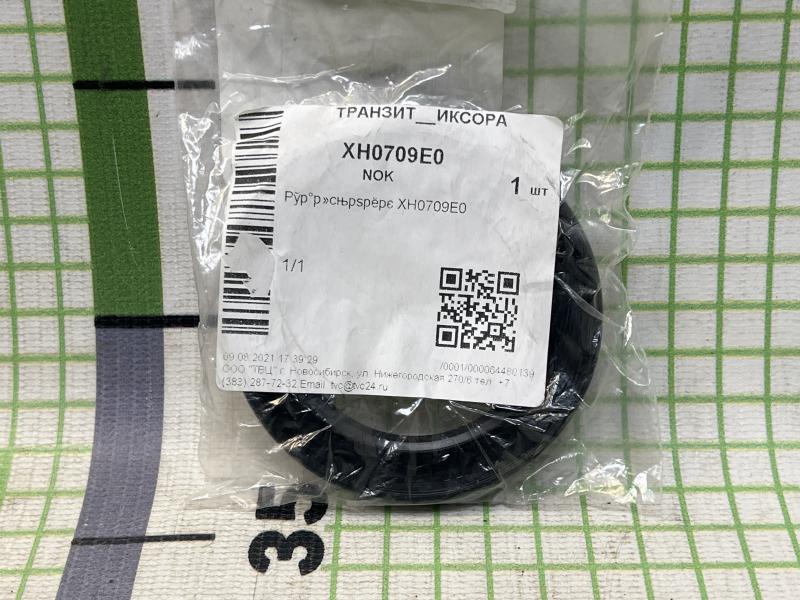 ТРАНЗИТ__ИКСОРА
XH0709E0
NOK
1 шт
Рўр°р»сњрѕрёрє XH0709E0
1/1
09.08.2021 17:39:29
/0001/000064480139
ООО "ТВЦ" г. Новосибирск, ул. Нижегородская 270/6 тел: +7
(383) 287-72-32 Email: tvc@tvc24.ru
35